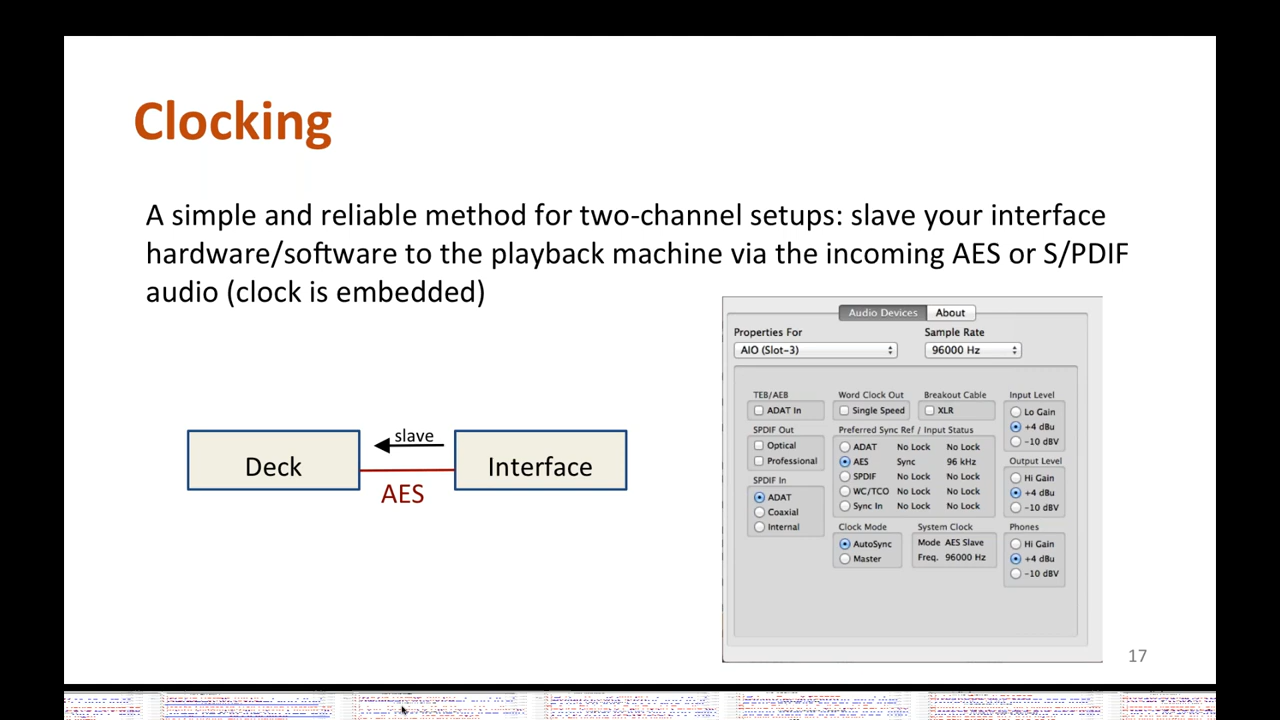 Clocking
A simple and reliable method for two-channel setups: slave your interface
hardware/software to the playback machine via the incoming AES or S/PDIF
audio (clock is embedded)
Deck
slave
AES
Interface
Audio Devices About
Properties For Sample Rate
AIO (Slot-3) 96000 Hz
TEB/AEB
ADAT In
SPDIF Out
Optical
Professional
SPDIF In
ADAT
Coaxial
Internal
Word Clock Out
Single Speed
Breakout Cable
XLR
Preferred Sync Ref / Input Status
ADAT No Lock No Lock
AES Sync 96 kHz
SPDIF No Lock No Lock
WC/TCO No Lock No Lock
Sync In No Lock No Lock
Clock Mode
AutoSync
Master
System Clock
Mode AES Slave
Freq. 96000 Hz
Input Level
Lo Gain
+4 dBu
-10 dBV
Output Level
Hi Gain
+4 dBu
-10 dBV
Phones
Hi Gain
+4 dBu
-10 dBV
17